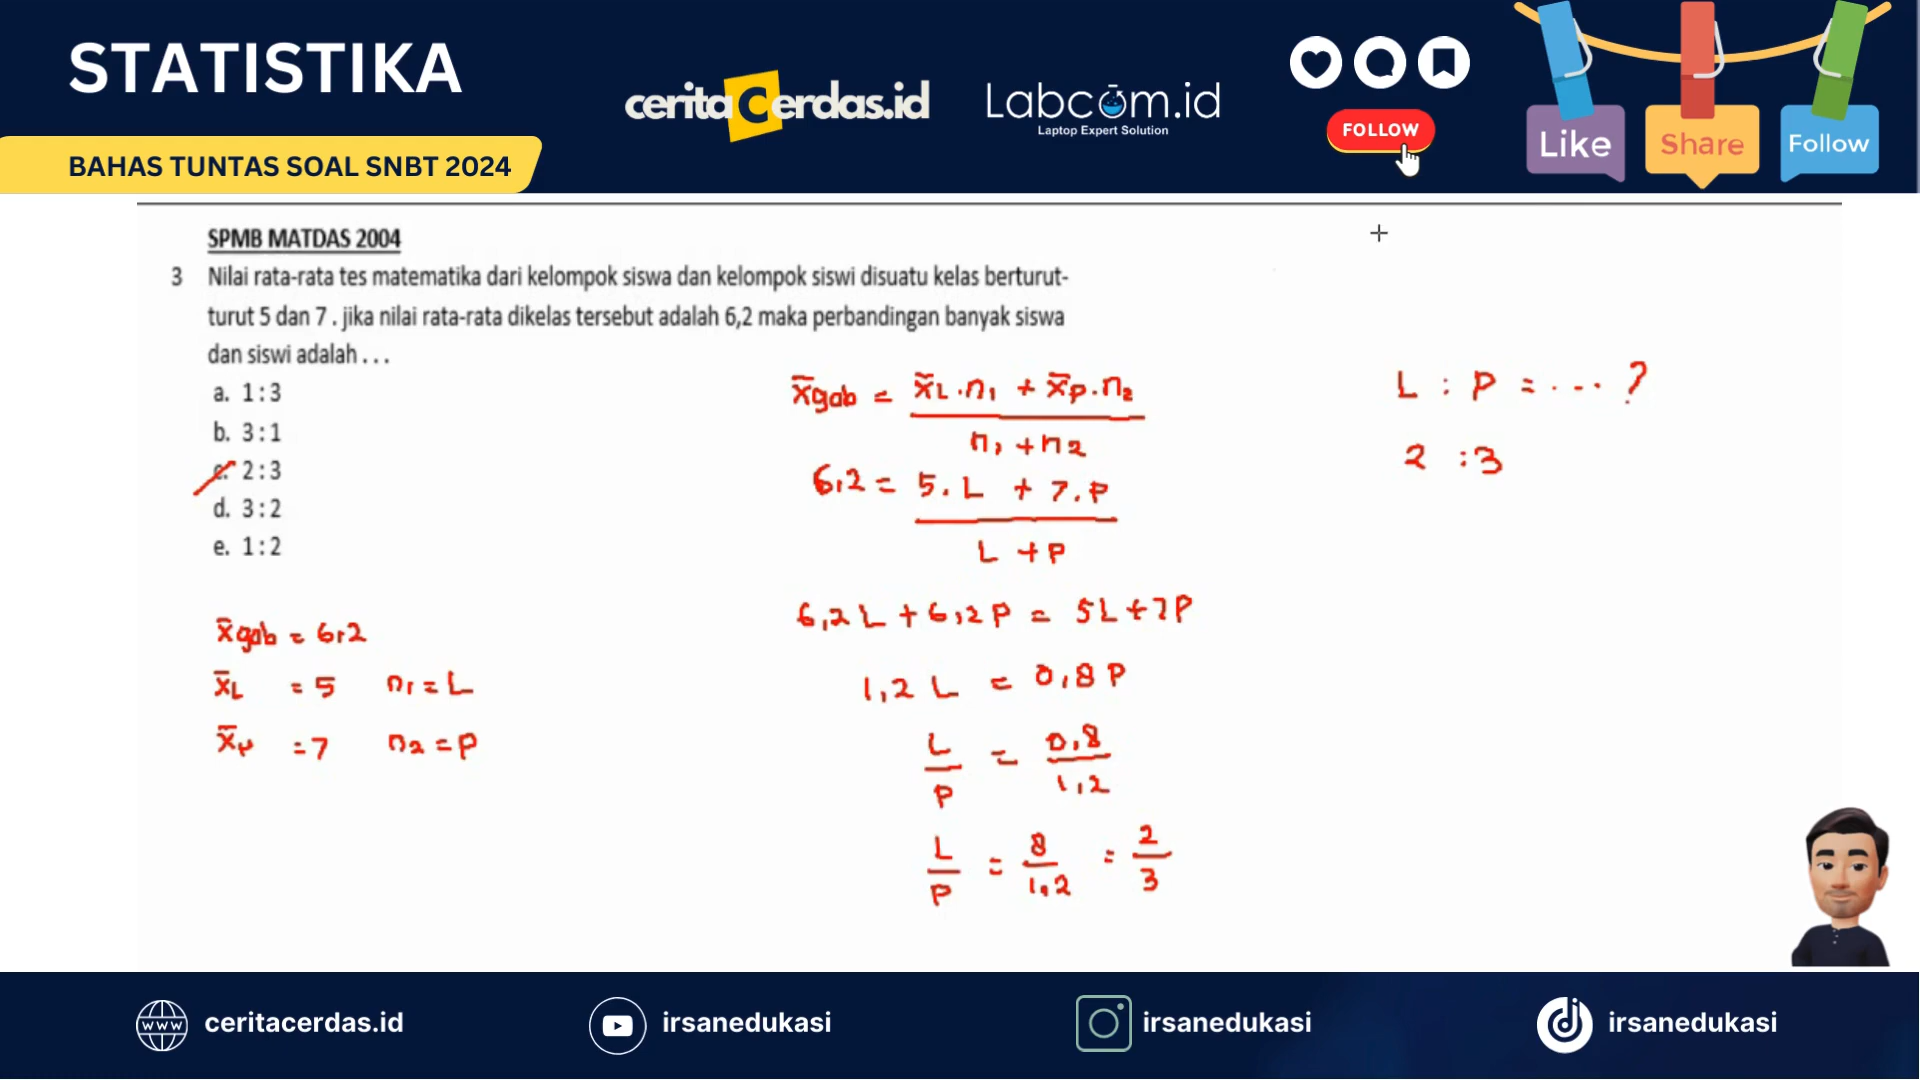 STATISTIKA
BAHAS TUNTAS SOAL SNBT 2024
ceritaCerdas.id
Labcom.id
Laptop Expert Solution
FOLLOW
Like
Share
Follow
SPMB MATDAS 2004
3 Nilai rata-rata tes matematika dari kelompok siswa dan kelompok siswi disuatu kelas berturut-
turut 5 dan 7 . jika nilai rata-rata dikelas tersebut adalah 6,2 maka perbandingan banyak siswa
dan siswi adalah . . .
a. 1 : 3
b. 3 : 1
c. 2 : 3
d. 3 : 2
e. 1 : 2
x̄gab = 6,2
x̄L = 5 n1 = L
x̄p = 7 n2 = P
x̄gab = x̄L . n1 + x̄p . n2
n1 + n2
6,2 = 5 . L + 7 . P
L + P
6,2 L + 6,2 P = 5L + 7P
1,2 L = 0,8 P
L = 0,8
P 1,2
L = 8 = 2
P 1,2 3
L : P = . . . ?
2 : 3
www
ceritacerdas.id
irsanedukasi
irsanedukasi
irsanedukasi